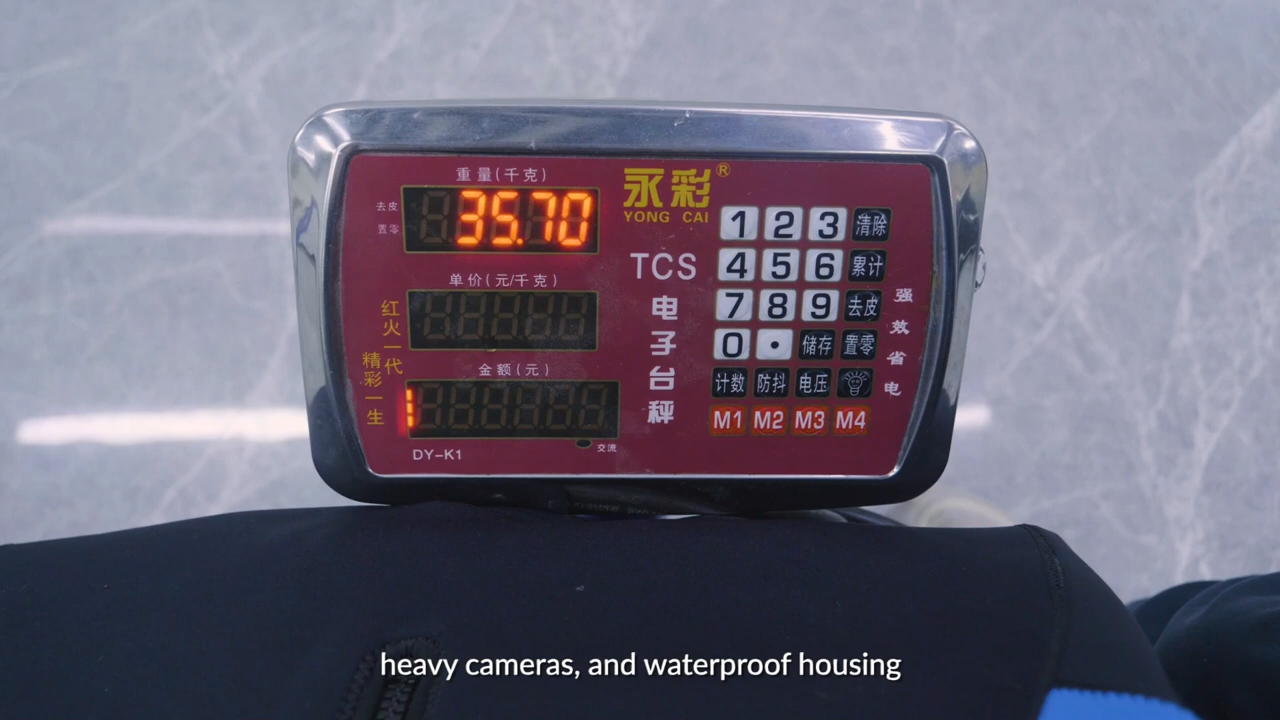 重量(千克)
去皮
置零
35.70
单价(元/千克)
红火一代
精彩一生
金额(元)
交流
DY-K1
永彩®
YONG CAI
TCS
电子台秤
1 2 3 清除
4 5 6 累计
7 8 9 去皮
0 · 储存 置零
计数 防抖 电压
M1 M2 M3 M4
强效省电
heavy cameras, and waterproof housing